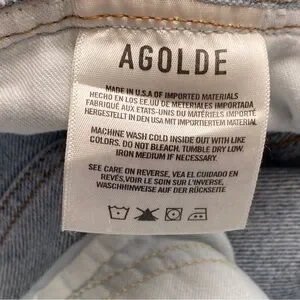 AGOLDE
MADE IN U.S.A OF IMPORTED MATERIALS
HECHO EN LOS EE.UU DE METERIALES IMPORTADA
FABRIQUÉ AUX ETATS-UNIS DU MATÉRIELS IMPORTÉ
HERGESTELLT IN DEN USA MIT IMPORTIERTEM MATERIAL
MACHINE WASH COLD INSIDE OUT WITH LIKE
COLORS. DO NOT BLEACH, TUMBLE DRY LOW.
IRON MEDIUM IF NECESSARY.
SEE CARE ON REVERSE, VEA EL CUIDADO EN
REVÉS,VOIR LE SOIN SUR L'INVERSE,
WASCHHINWEISE AUF DER RÜCKSEITE